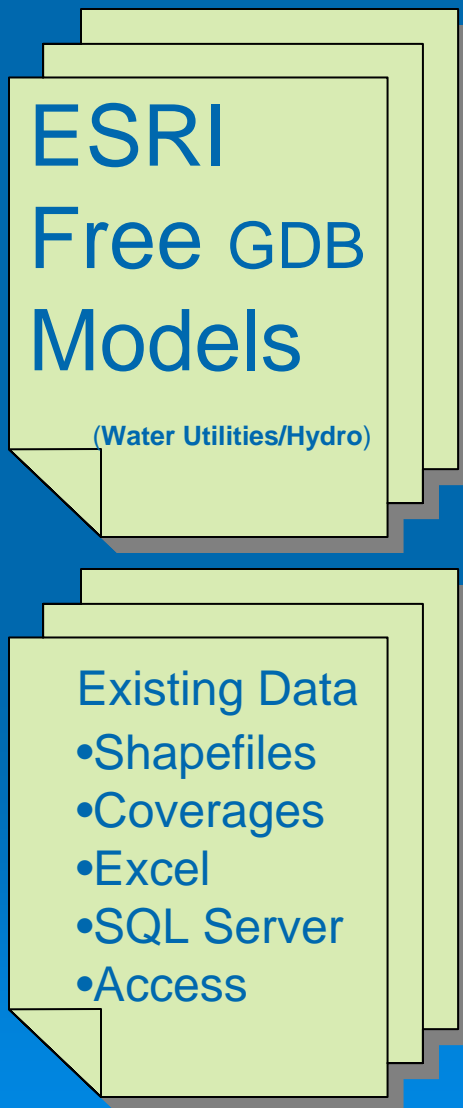 ESRI
Free GDB
Models
(Water Utilities/Hydro)
Existing Data
•Shapefiles
•Coverages
•Excel
•SQL Server
•Access